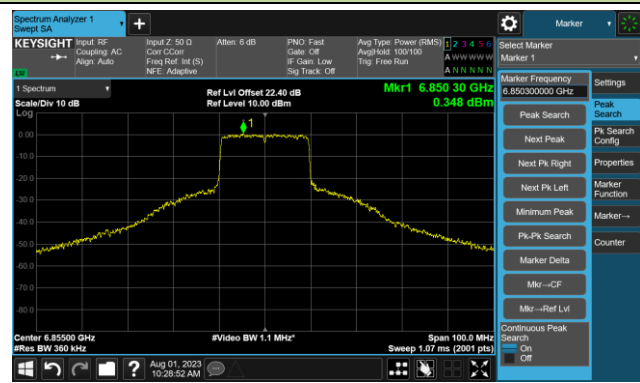 Spectrum Analyzer 1
Swept SA
+
Marker
KEYSIGHT Input: RF Input Z: 50 Ω Atten: 6 dB PNO: Fast Avg Type: Power (RMS) 1 2 3 4 5 6
Coupling: AC Corr CCorr Gate: Off Avg|Hold: 100/100 A W W W W W
Align: Auto Freq Ref: Int (S) IF Gain: Low Trig: Free Run
NFE: Adaptive Sig Track: Off A N N N N N
Select Marker
Marker 1
1 Spectrum
Ref Lvl Offset 22.40 dB Mkr1 6.850 30 GHz
Scale/Div 10 dB Ref Level 10.00 dBm 0.348 dBm
Log
1
0.00
-10.0
-20.0
-30.0
-40.0
-50.0
-60.0
-70.0
-80.0
Center 6.85500 GHz #Video BW 1.1 MHz* Span 100.0 MHz
#Res BW 360 kHz Sweep 1.07 ms (2001 pts)
Marker Frequency
6.850300000 GHz
Peak Search
Next Peak
Next Pk Right
Next Pk Left
Minimum Peak
Pk-Pk Search
Marker Delta
Mkr→CF
Mkr→Ref Lvl
Continuous Peak
Search
On
Off
Settings
Peak
Search
Pk Search
Config
Properties
Marker
Function
Marker→
Counter
?
Aug 01, 2023
10:28:52 AM